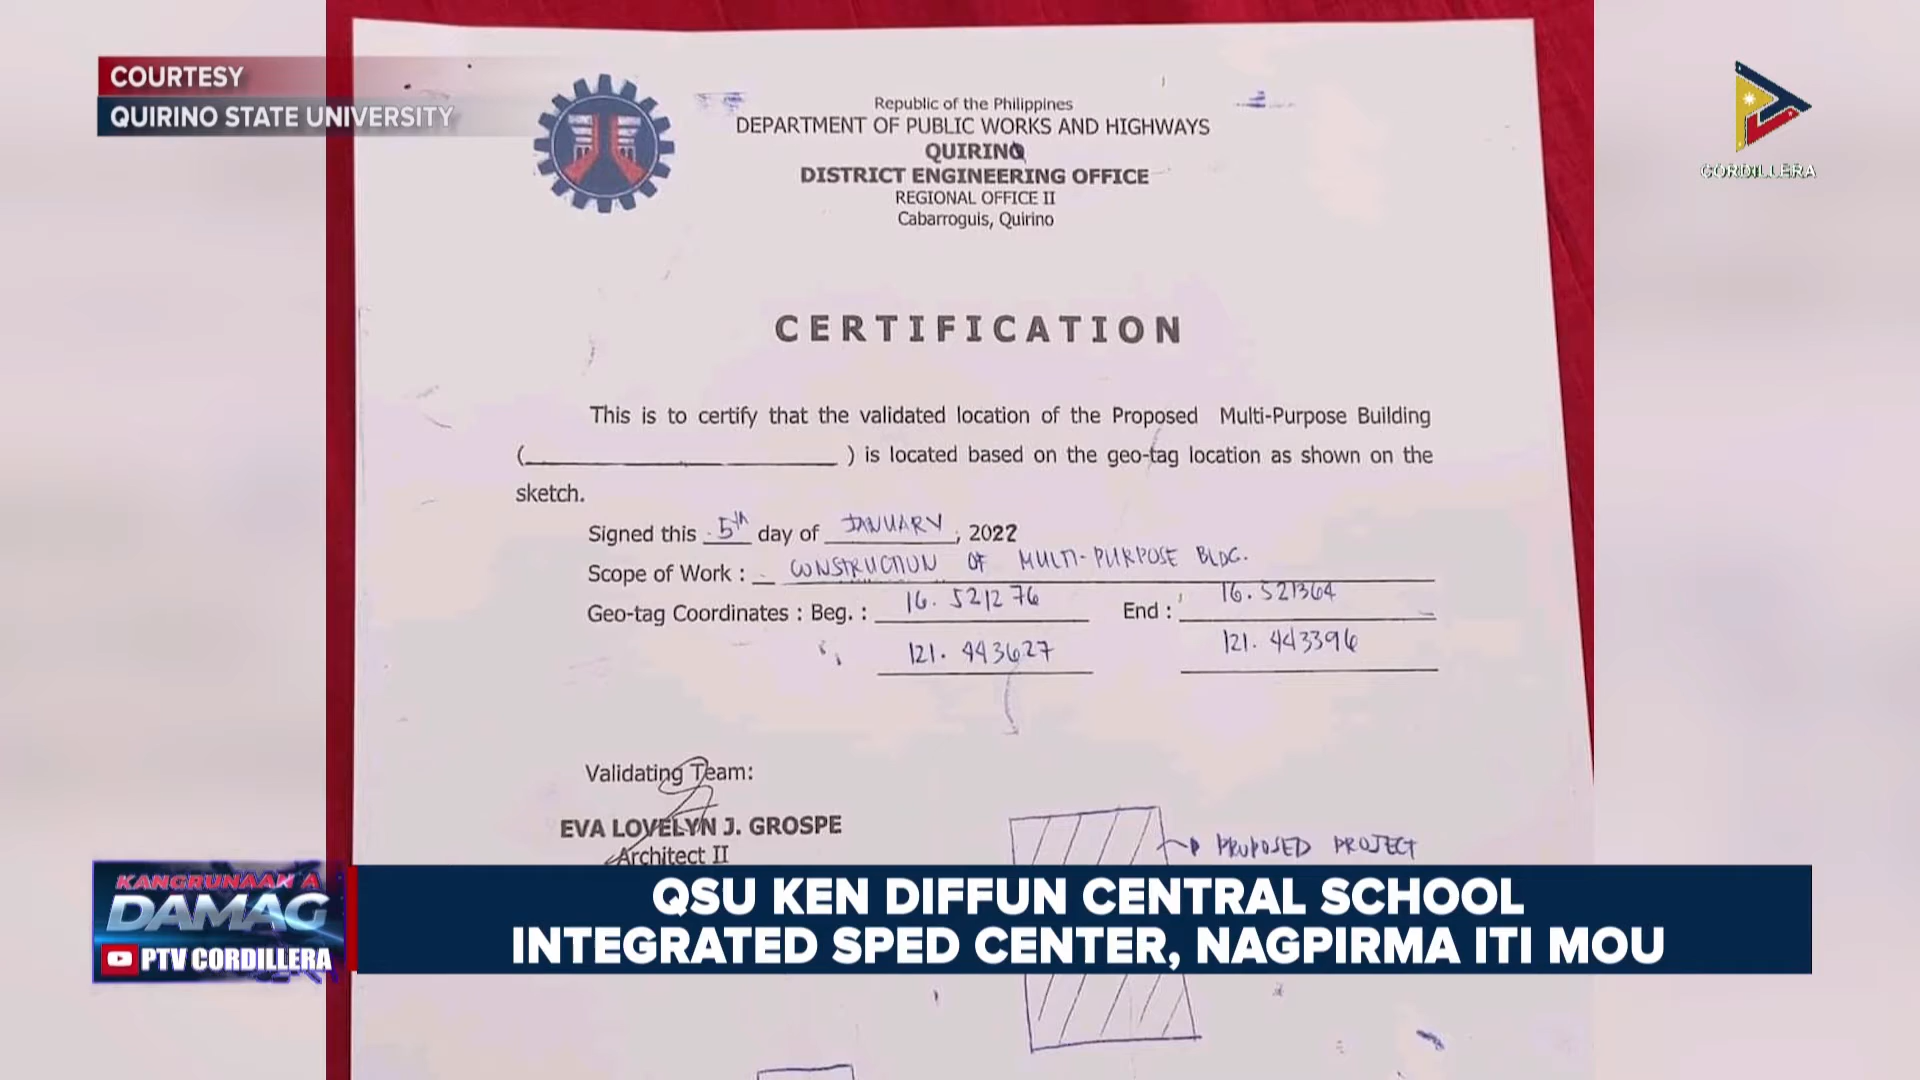 COURTESY
QUIRINO STATE UNIVERSITY
CORDILLERA
Republic of the Philippines
DEPARTMENT OF PUBLIC WORKS AND HIGHWAYS
QUIRINO
DISTRICT ENGINEERING OFFICE
REGIONAL OFFICE II
Cabarroguis, Quirino
CERTIFICATION
This is to certify that the validated location of the Proposed Multi-Purpose Building
(____________________) is located based on the geo-tag location as shown on the
sketch.
Signed this 5th day of JANUARY, 2022
Scope of Work : CONSTRUCTION OF MULTI-PURPOSE BLDG.
Geo-tag Coordinates : Beg. : 16.521276 End : 16.521364
121.443627 121.443396
Validating Team:
EVA LOVELYN J. GROSPE
Architect II
PROPOSED PROJECT
KANGRUNAAN A
DAMAG
PTV CORDILLERA
QSU KEN DIFFUN CENTRAL SCHOOL
INTEGRATED SPED CENTER, NAGPIRMA ITI MOU